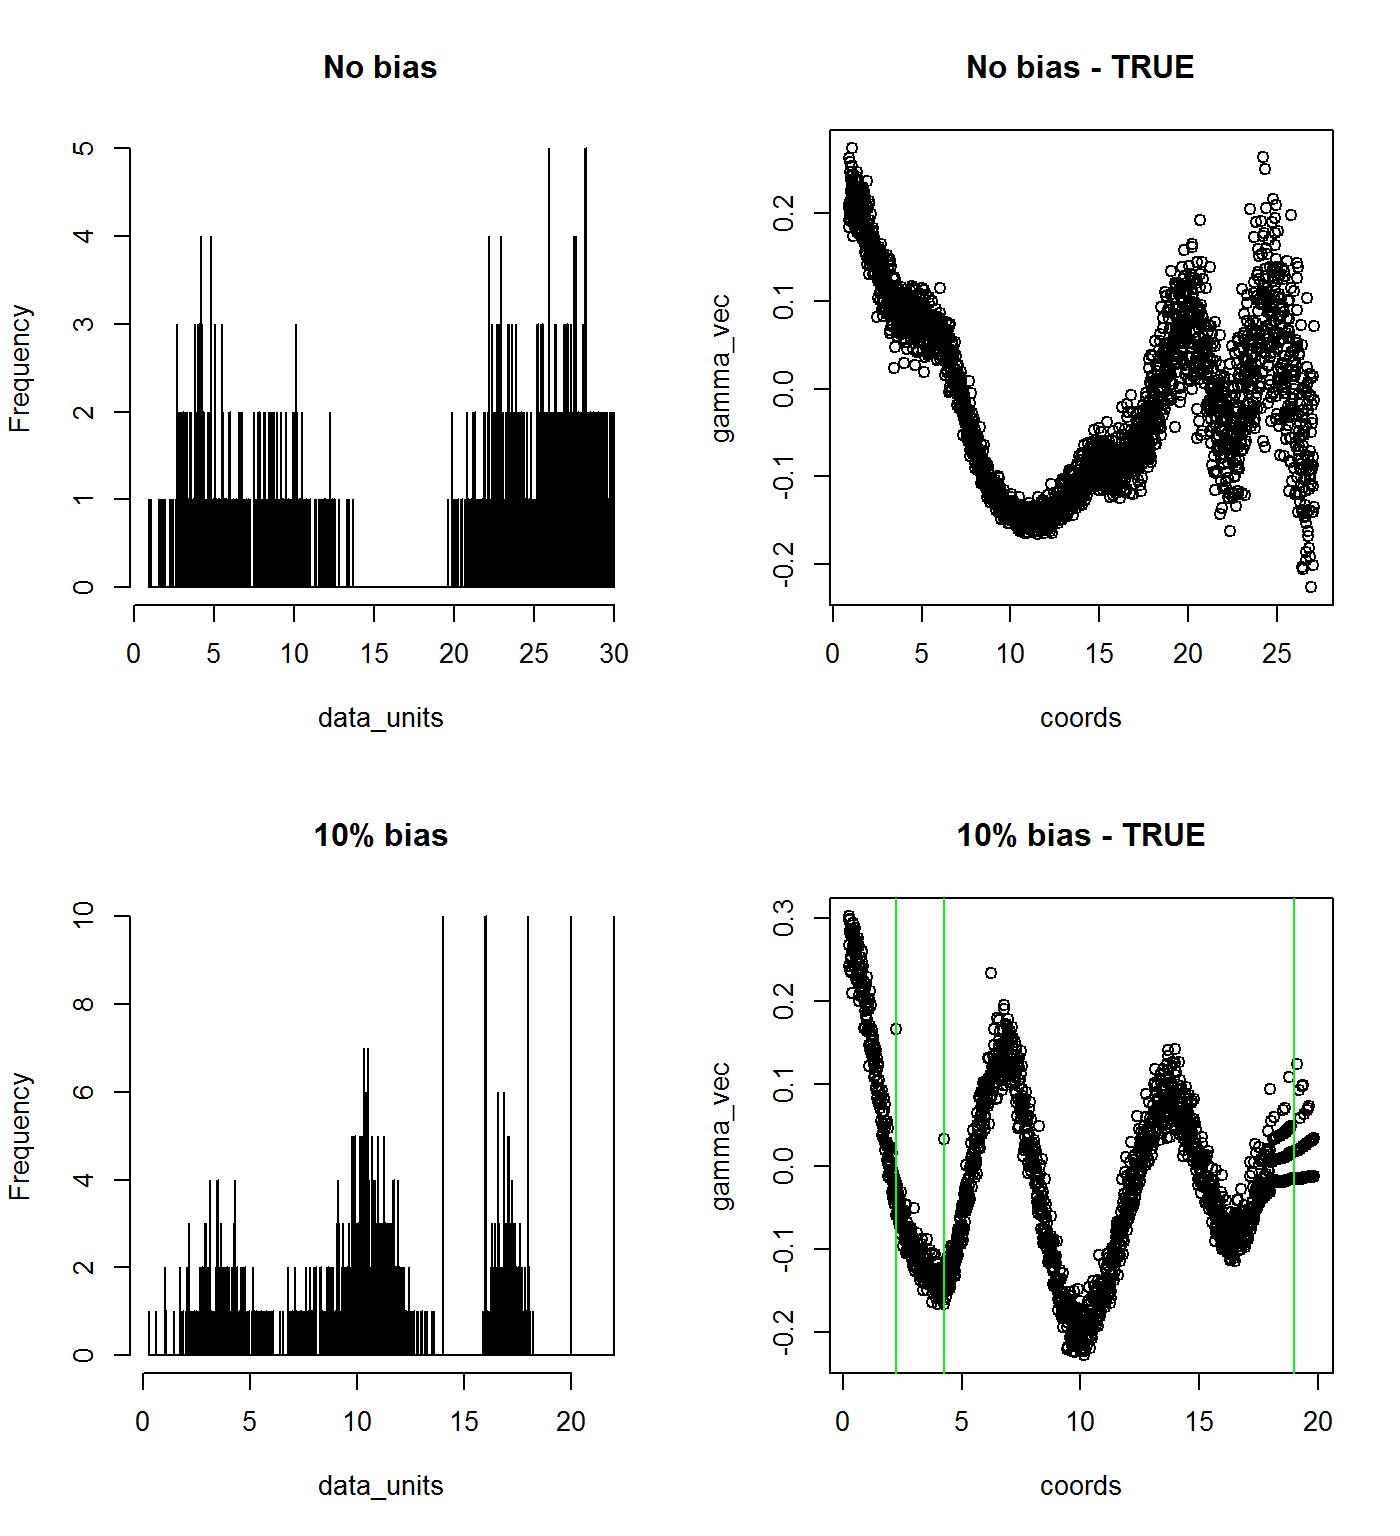 No bias
Frequency
5
4
3
2
1
0
0 5 10 15 20 25 30
data_units
No bias - TRUE
gamma_vec
0.2
0.1
0.0
-0.1
-0.2
0 5 10 15 20 25
coords
10% bias
Frequency
10
8
6
4
2
0
0 5 10 15 20
data_units
10% bias - TRUE
gamma_vec
0.3
0.2
0.1
0.0
-0.1
-0.2
0 5 10 15 20
coords